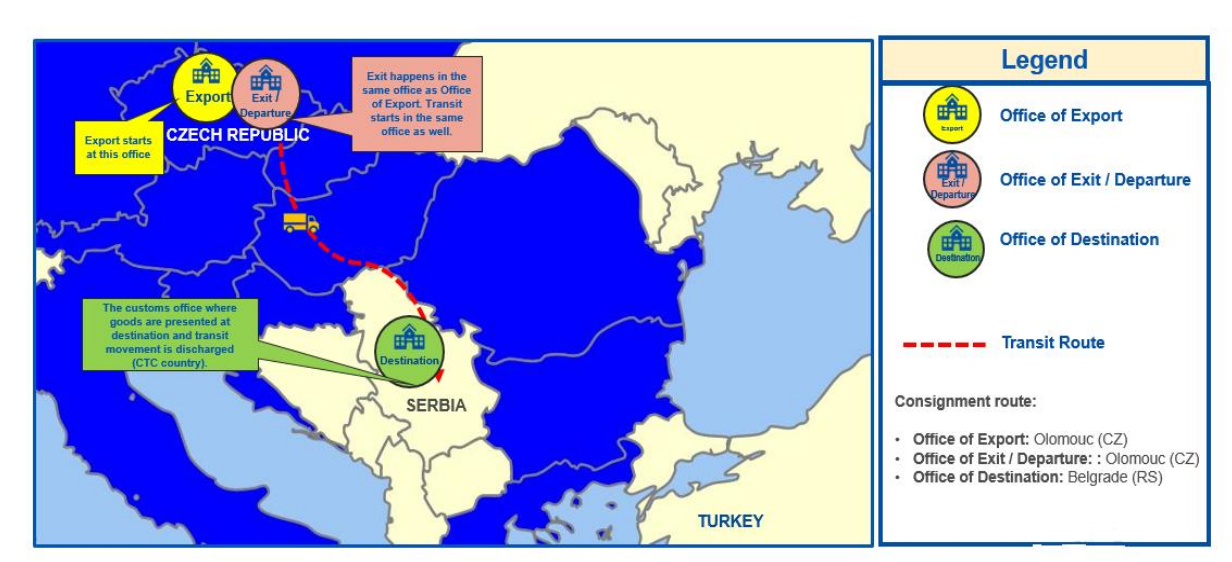 Export
Exit /
Departure
Export starts
at this office
CZECH REPUBLIC
Exit happens in the
same office as Office
of Export. Transit
starts in the same
office as well.
The customs office where
goods are presented at
destination and transit
movement is discharged
(CTC country).
Destination
SERBIA
TURKEY
Legend
Export
Office of Export
Exit /
Departure
Office of Exit / Departure
Destination
Office of Destination
Transit Route
Consignment route:
• Office of Export: Olomouc (CZ)
• Office of Exit / Departure: : Olomouc (CZ)
• Office of Destination: Belgrade (RS)